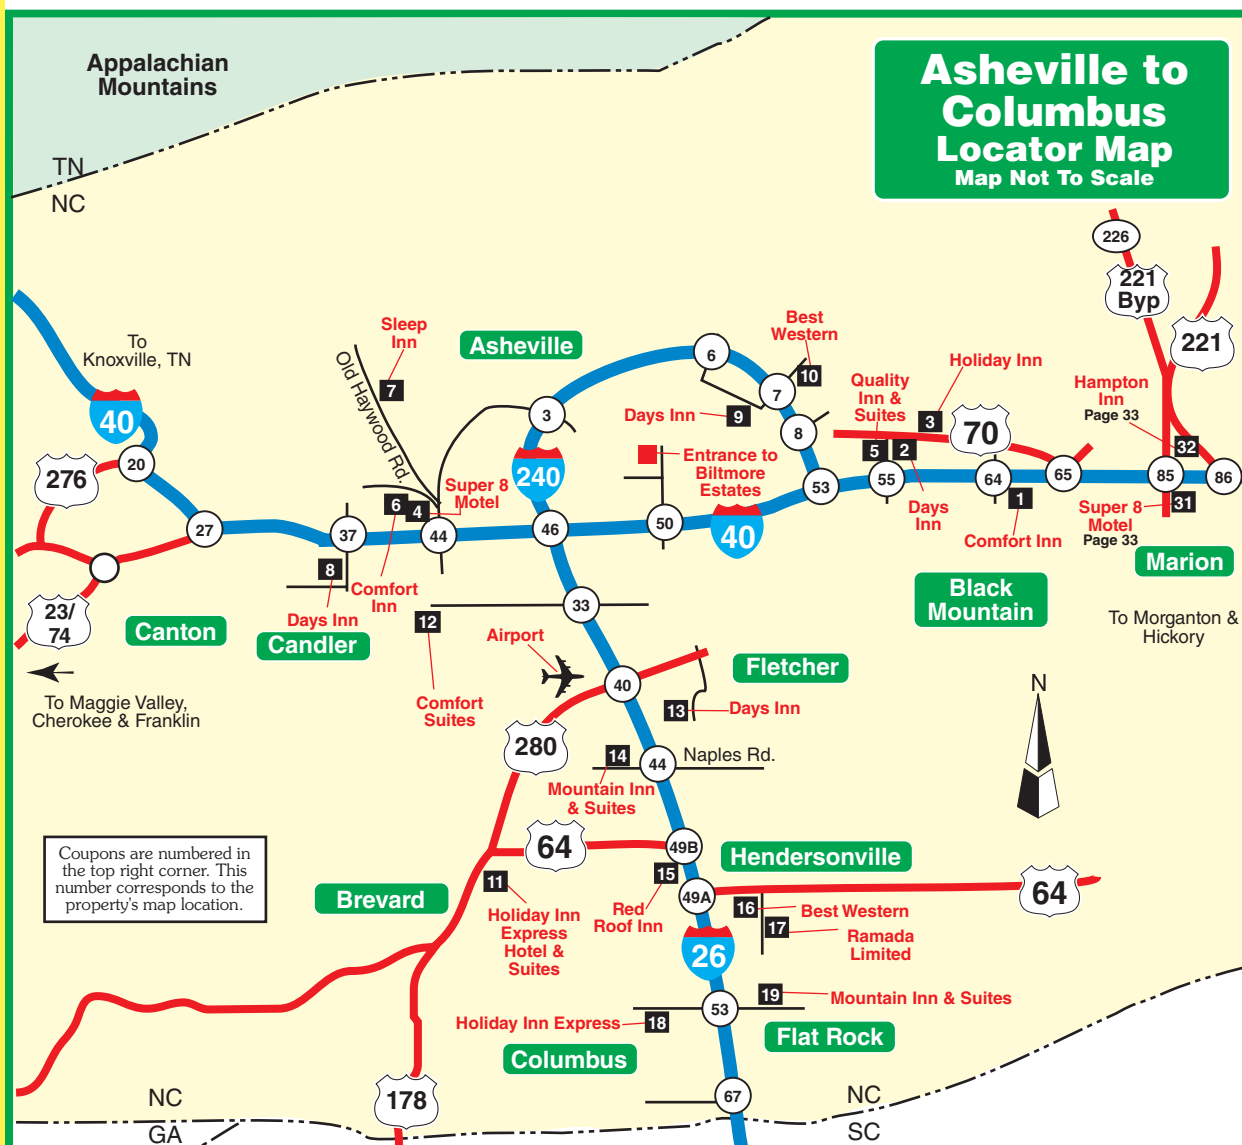 Appalachian
Mountains
TN
NC
Asheville to
Columbus
Locator Map
Map Not To Scale
226
221
Byp
221
To
Knoxville, TN
40
20
276
27
23/
74
To Maggie Valley,
Cherokee & Franklin
Canton
Sleep
Inn
7
Old Haywood Rd.
Asheville
3
6
Best
Western
10
7
Days Inn
9
8
240
Entrance to
Biltmore
Estates
Super 8
Motel
6
4
37
44
46
50
40
53
8
Days Inn
Comfort
Inn
Candler
Quality
Inn &
Suites
5
2
3
Holiday Inn
70
55
64
65
Days
Inn
1
Comfort Inn
Black
Mountain
Hampton
Inn
Page 33
32
85
86
31
Super 8
Motel
Page 33
Marion
To Morganton &
Hickory
33
12
Comfort
Suites
Airport
40
Fletcher
13
Days Inn
280
14
44
Naples Rd.
Mountain Inn
& Suites
N
64
49B
Hendersonville
15
49A
Red
Roof Inn
11
Holiday Inn
Express
Hotel &
Suites
Brevard
Coupons are numbered in
the top right corner. This
number corresponds to the
property's map location.
64
16
Best Western
17
Ramada
Limited
26
19
Mountain Inn & Suites
53
Holiday Inn Express
18
Flat Rock
Columbus
178
67
NC
GA
NC
SC